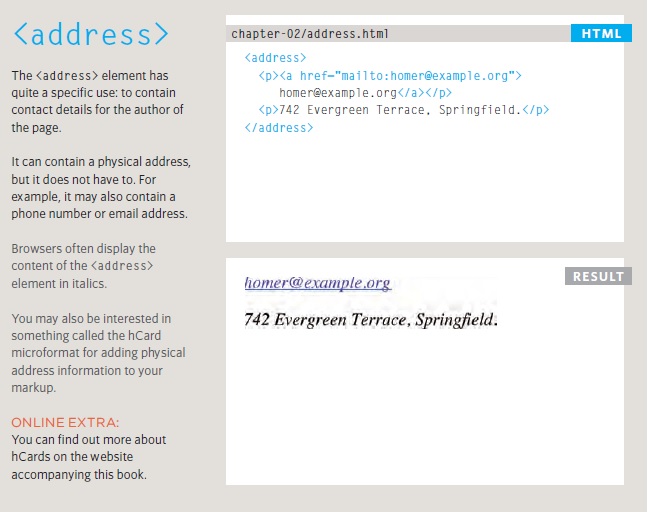 <address>
The <address> element has
quite a specific use: to contain
contact details for the author of
the page.
It can contain a physical address,
but it does not have to. For
example, it may also contain a
phone number or email address.
Browsers often display the
content of the <address>
element in italics.
You may also be interested in
something called the hCard
microformat for adding physical
address information to your
markup.
ONLINE EXTRA:
You can find out more about
hCards on the website
accompanying this book.
chapter-02/address.html
HTML
<address>
<p><a href="mailto:homer@example.org">
homer@example.org</a></p>
<p>742 Evergreen Terrace, Springfield.</p>
</address>
RESULT
homer@example.org
742 Evergreen Terrace, Springfield.